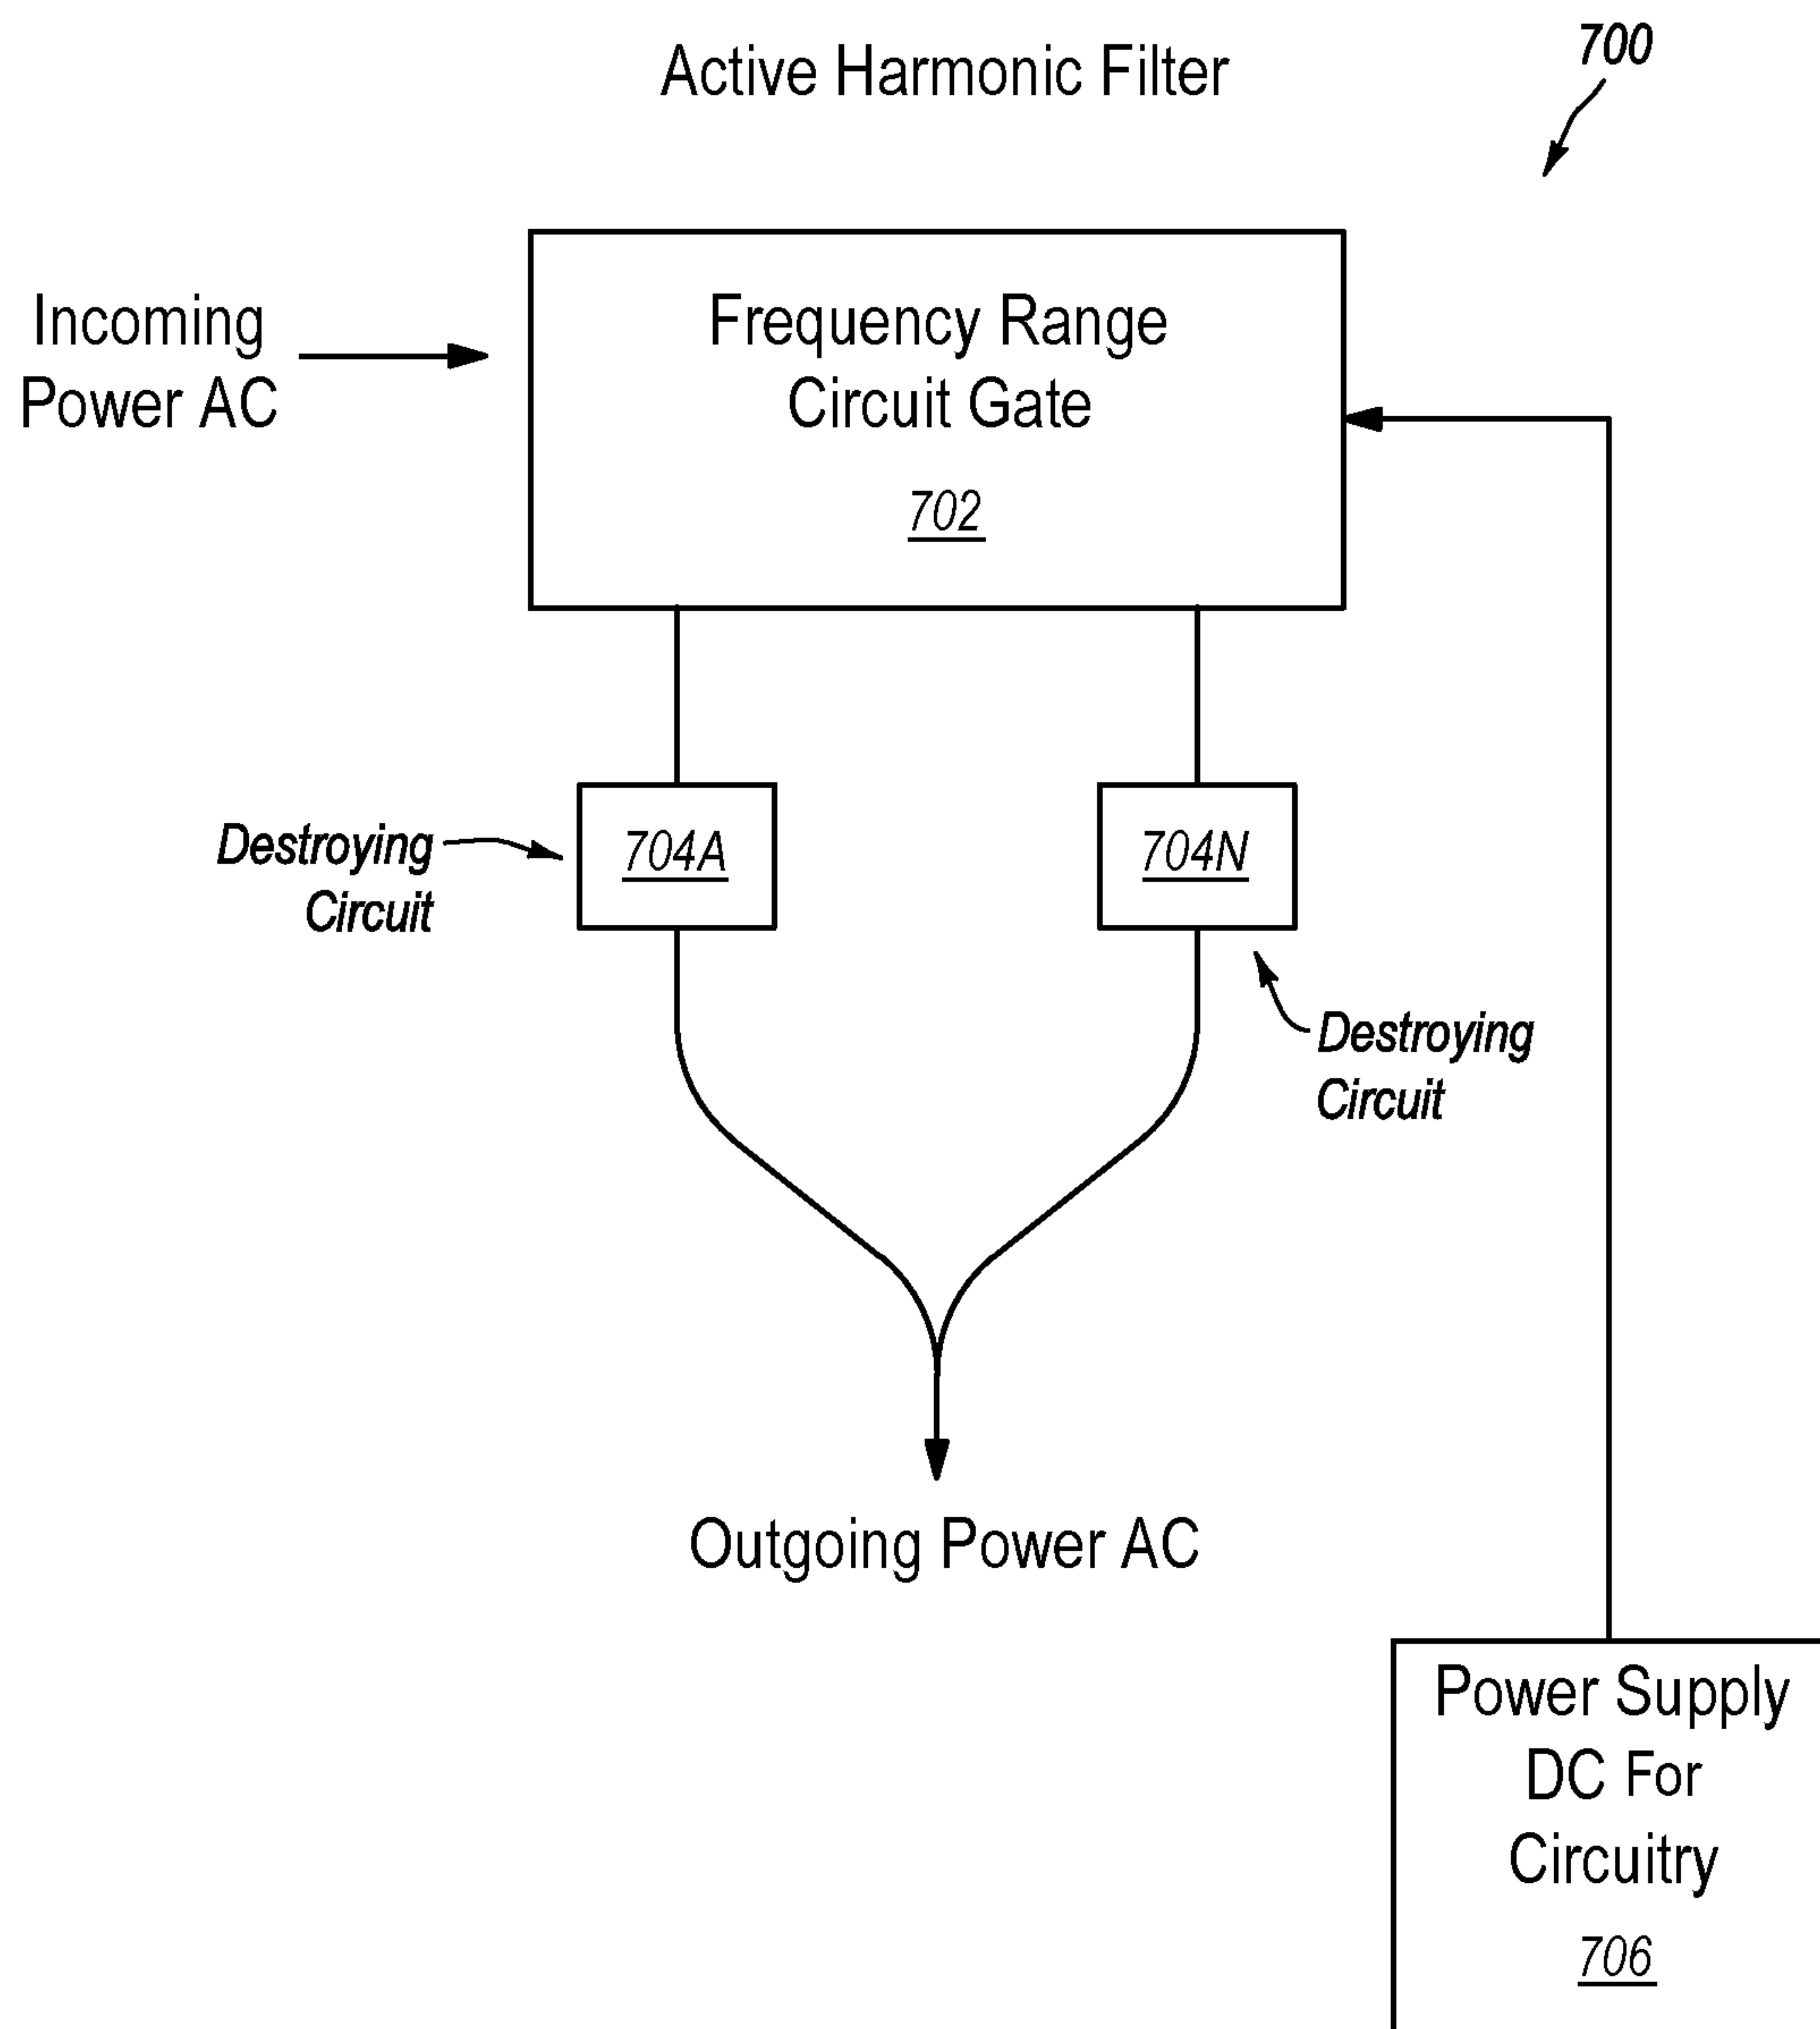 Active Harmonic Filter
700
Incoming
Power AC
Frequency Range
Circuit Gate
702
Destroying
Circuit
704A
704N
Destroying
Circuit
Outgoing Power AC
Power Supply
DC For
Circuitry
706